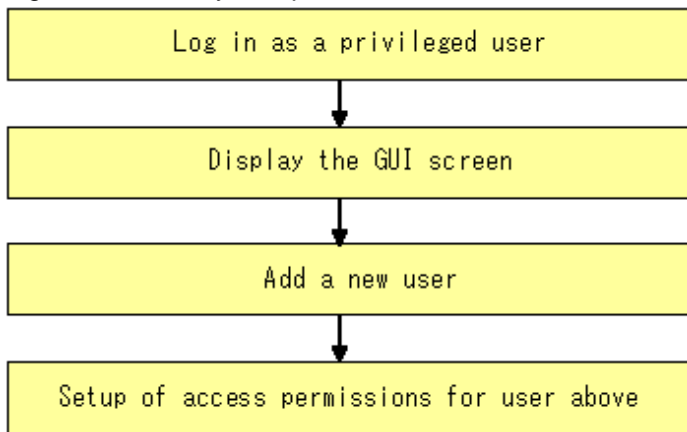 Log in as a privileged user
Display the GUI screen
Add a new user
Setup of access permissions for user above